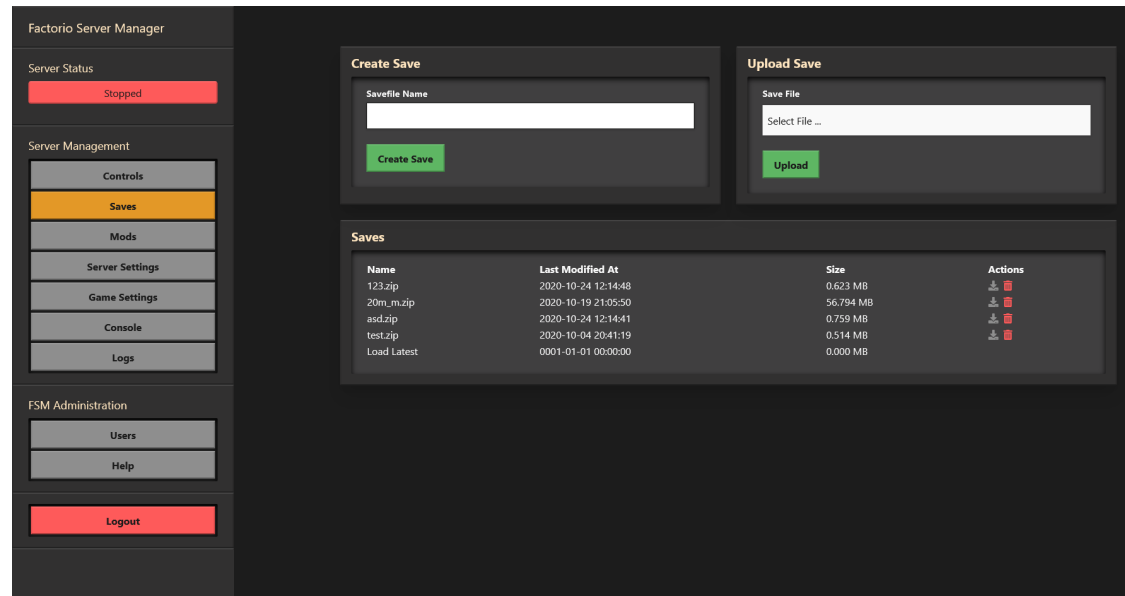 Factorio Server Manager
Server Status
Stopped
Server Management
Controls
Saves
Mods
Server Settings
Game Settings
Console
Logs
FSM Administration
Users
Help
Logout
Create Save
Savefile Name
Create Save
Upload Save
Save File
Select File ...
Upload
Saves
Name Last Modified At Size Actions
123.zip 2020-10-24 12:14:48 0.623 MB
20m_m.zip 2020-10-19 21:05:50 56.794 MB
asd.zip 2020-10-24 12:14:41 0.759 MB
test.zip 2020-10-04 20:41:19 0.514 MB
Load Latest 0001-01-01 00:00:00 0.000 MB